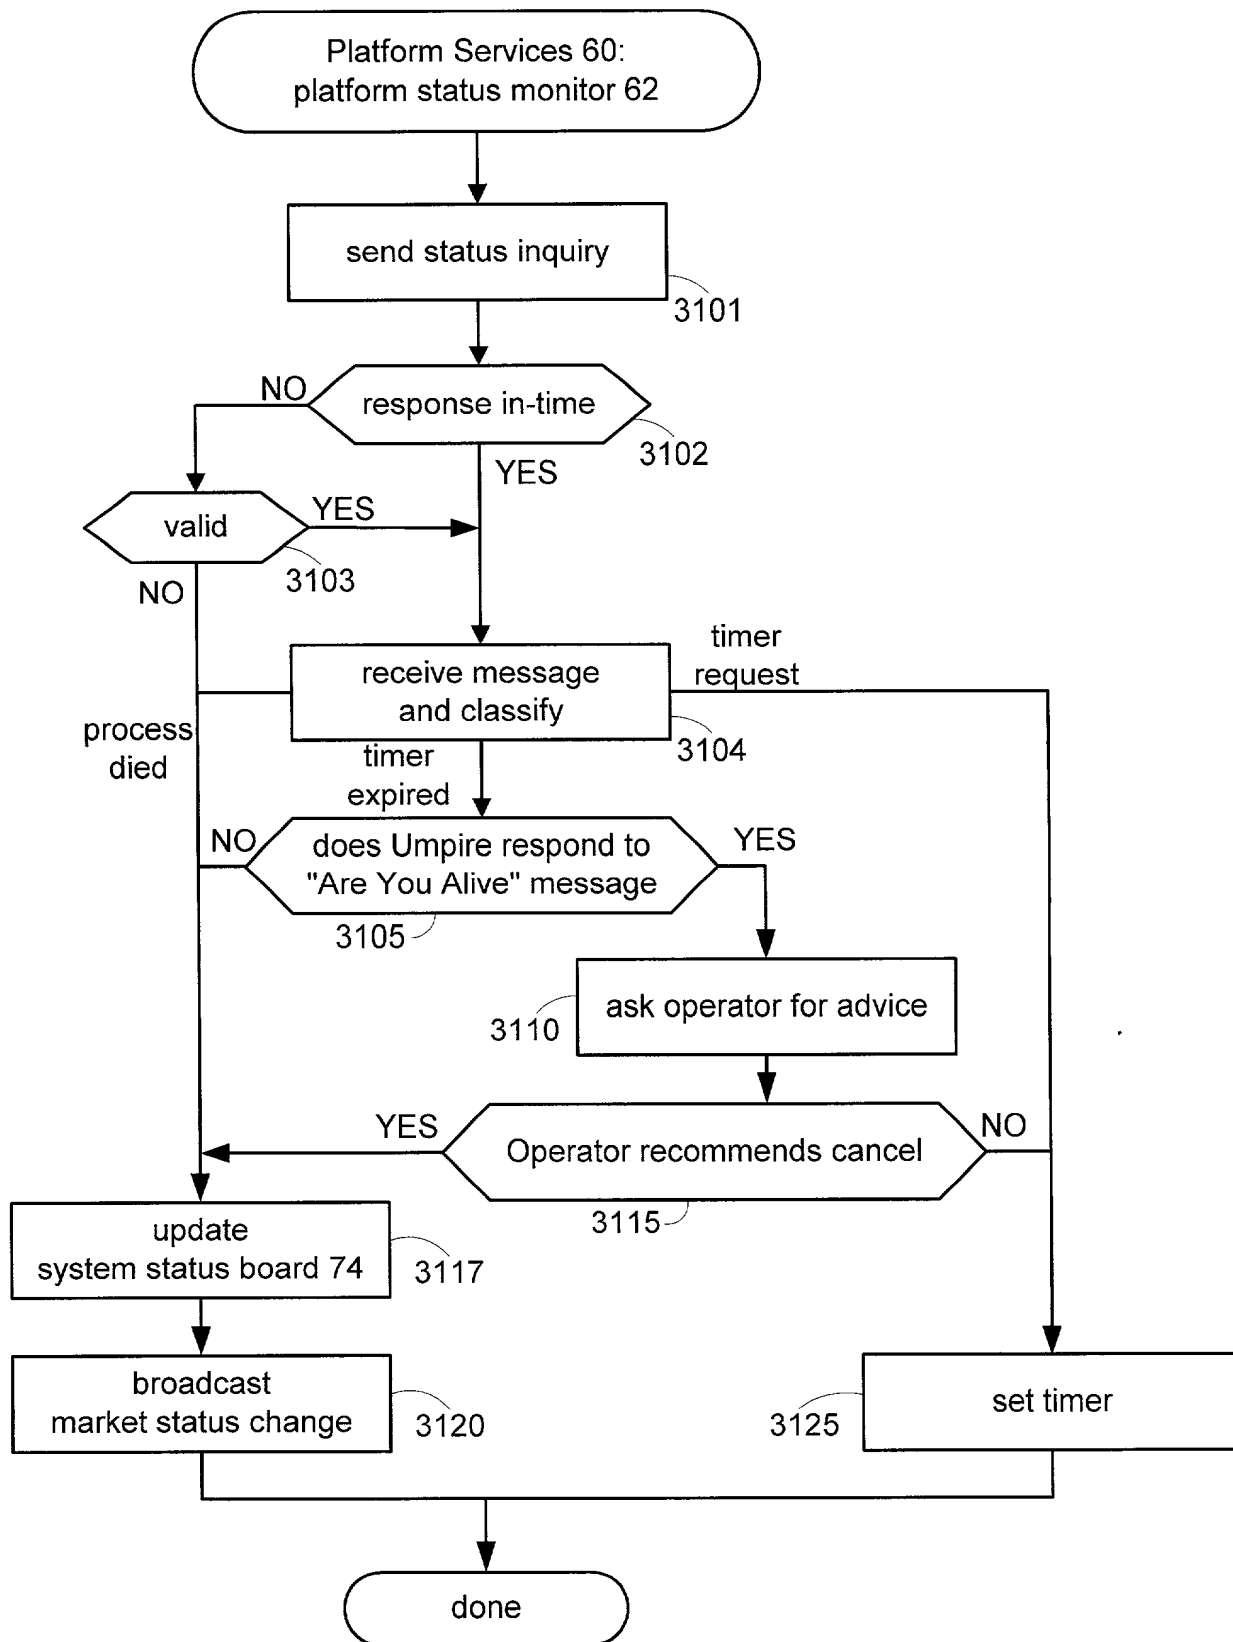 Platform Services 60:
platform status monitor 62
send status inquiry
3101
NO
response in-time
3102
YES
valid
YES
3103
NO
timer
request
receive message
and classify
3104
process
died
timer
expired
NO
does Umpire respond to
"Are You Alive" message
YES
3105
ask operator for advice
3110
YES
Operator recommends cancel
NO
3115
update
system status board 74
3117
broadcast
market status change
3120
set timer
3125
done